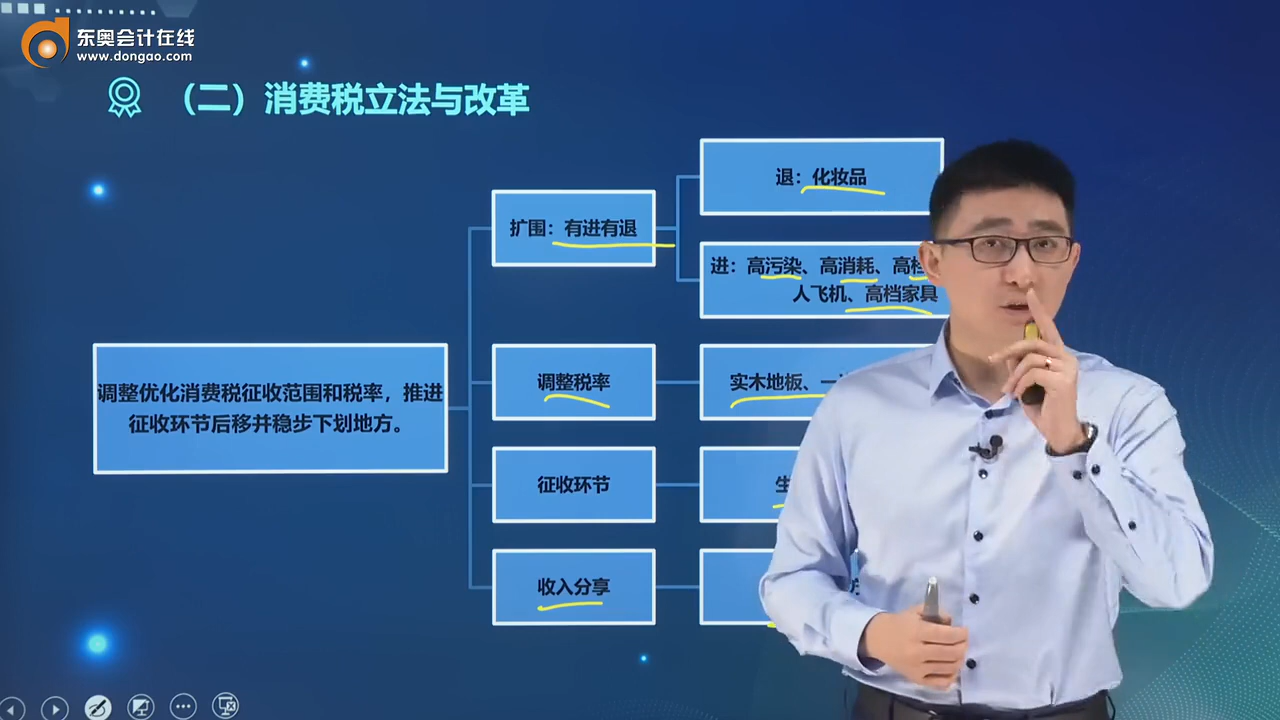 东奥会计在线
www.dongao.com
（二）消费税立法与改革
退：化妆品
扩围：有进有退
进：高污染、高消耗、高档
人飞机、高档家具
调整优化消费税征收范围和税率，推进
征收环节后移并稳步下划地方。
调整税率
实木地板、一
征收环节
生
收入分享